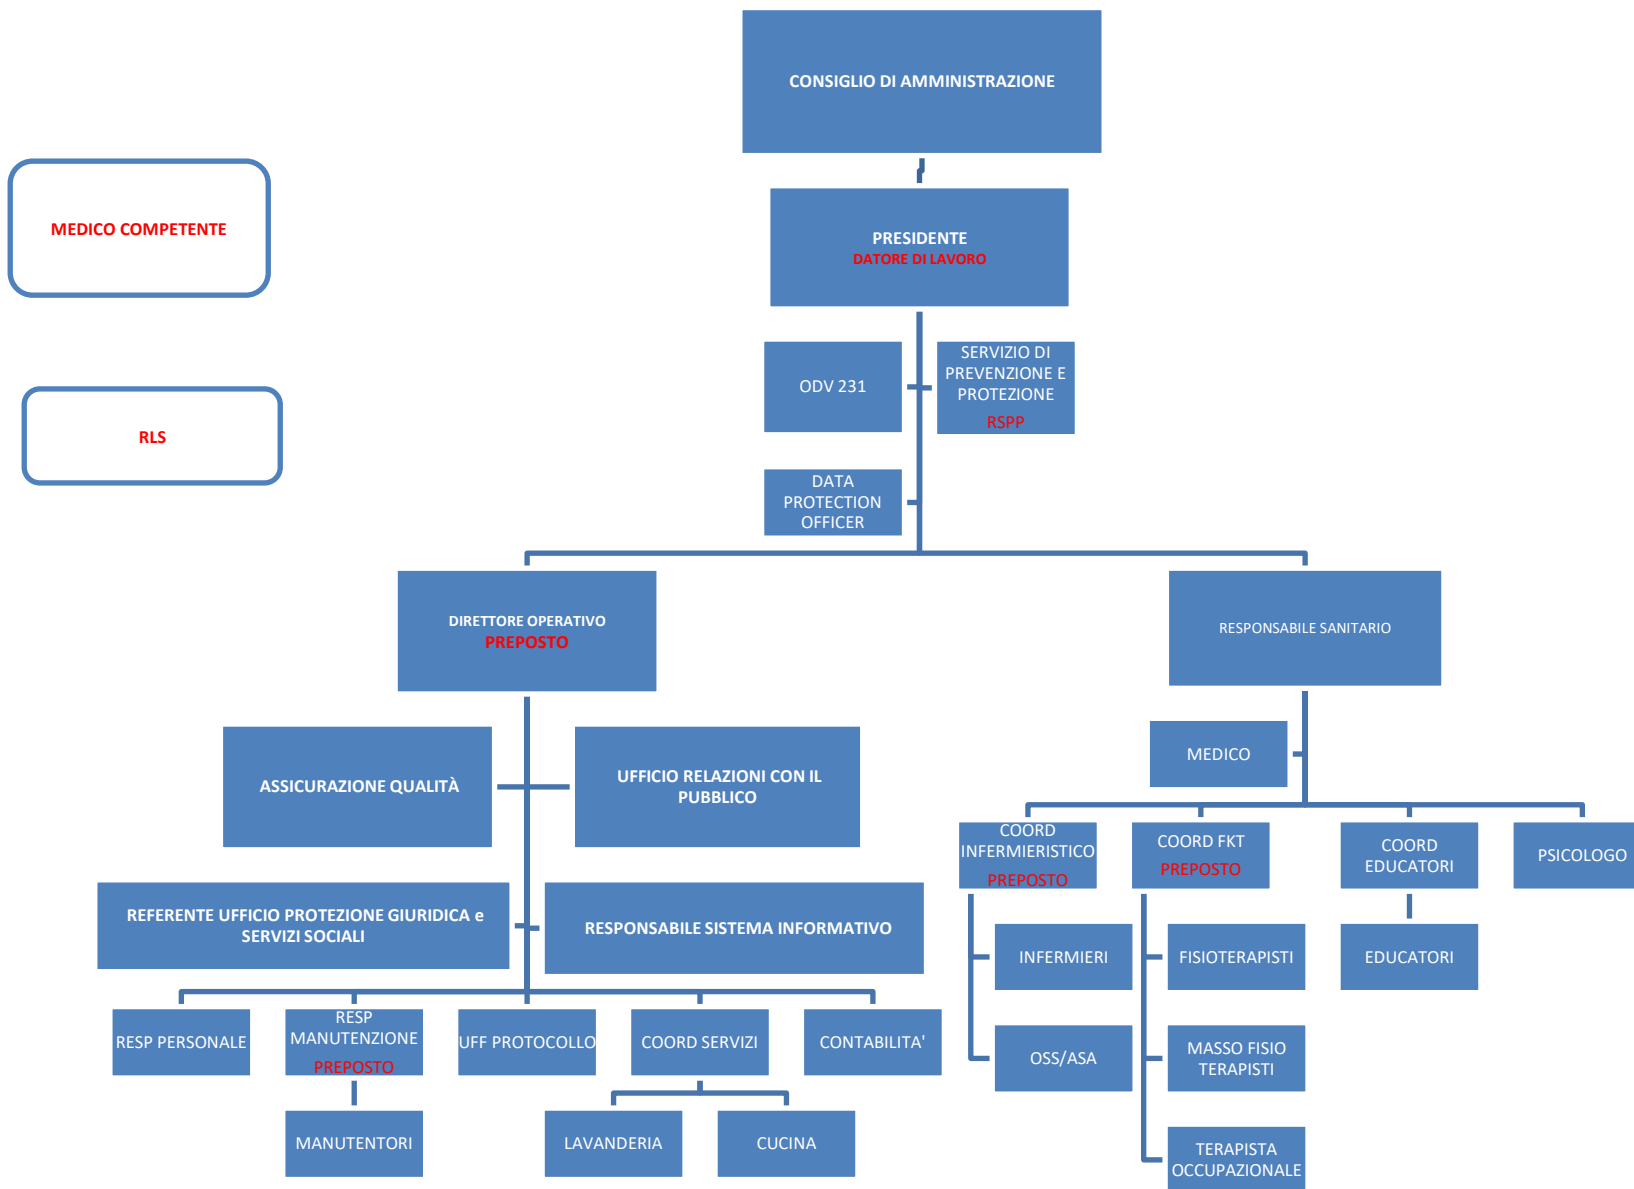 CONSIGLIO DI AMMINISTRAZIONE
MEDICO COMPETENTE
PRESIDENTE
DATORE DI LAVORO
RLS
ODV 231
SERVIZIO DI
PREVENZIONE E
PROTEZIONE
RSPP
DATA
PROTECTION
OFFICER
DIRETTORE OPERATIVO
PREPOSTO
RESPONSABILE SANITARIO
ASSICURAZIONE QUALITÀ
UFFICIO RELAZIONI CON IL
PUBBLICO
MEDICO
REFERENTE UFFICIO PROTEZIONE GIURIDICA e
SERVIZI SOCIALI
RESPONSABILE SISTEMA INFORMATIVO
COORD
INFERMIERISTICO
PREPOSTO
COORD FKT
PREPOSTO
COORD
EDUCATORI
PSICOLOGO
INFERMIERI
FISIOTERAPISTI
EDUCATORI
RESP PERSONALE
RESP
MANUTENZIONE
PREPOSTO
UFF PROTOCOLLO
COORD SERVIZI
CONTABILITA'
OSS/ASA
MASSO FISIO
TERAPISTI
MANUTENTORI
LAVANDERIA
CUCINA
TERAPISTA
OCCUPAZIONALE